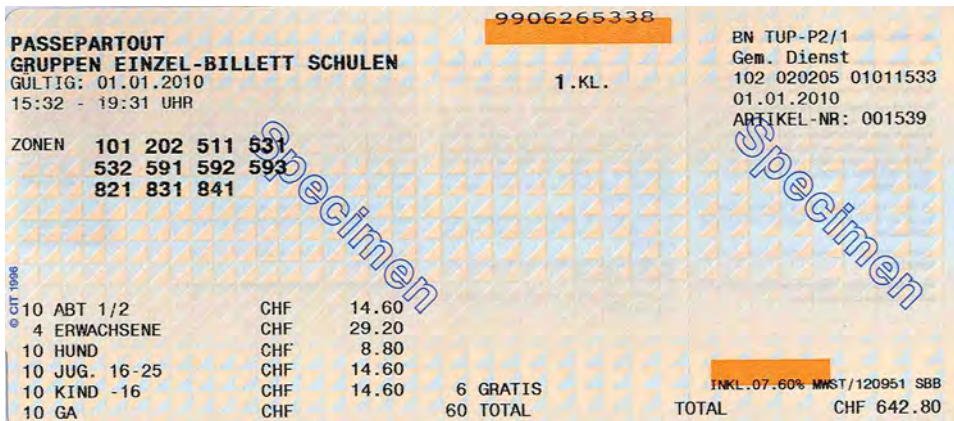 9906265338
PASSEPARTOUT
GRUPPEN EINZEL-BILLETT SCHULEN
GÜLTIG: 01.01.2010
1.KL.
15:32 - 19:31 UHR
ZONEN 101 202 511 531
532 591 592 593
821 831 841
Specimen
© CIT 1996
10 ABT 1/2 CHF 14.60
4 ERWACHSENE CHF 29.20
10 HUND CHF 8.80
10 JUG. 16-25 CHF 14.60
10 KIND -16 CHF 14.60 6 GRATIS
10 GA CHF 60 TOTAL
BN TUP-P2/1
Gem. Dienst
102 020205 01011533
01.01.2010
ARTIKEL-NR: 001539
Specimen
INKL.07.60% MWST/120951 SBB
TOTAL CHF 642.80